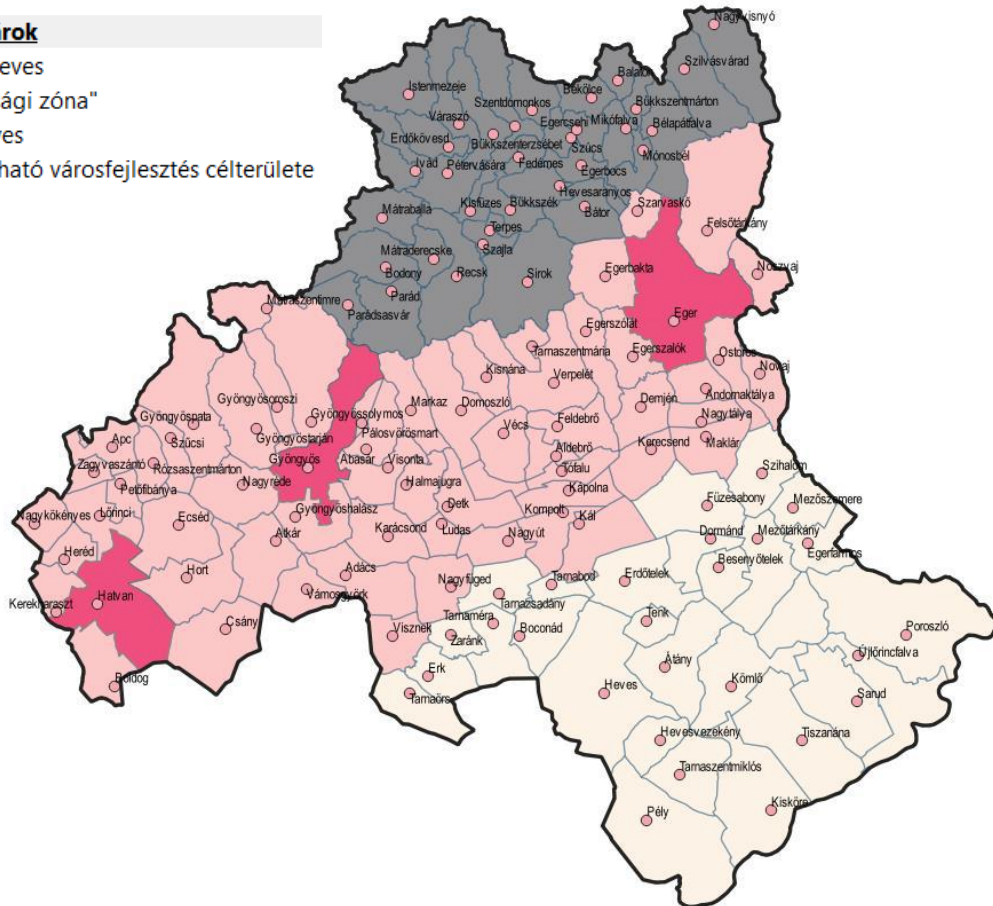 árok
eves
sági zóna"
es
ható városfejlesztés célterülete
Nagyvisnyó
Szilvásvárad
Istenmezeje
Balaton
Bekölce
Szentdomonkos
Bükkszentmárton
Váraszó
Egercsehi
Mikófalva
Bélapátfalva
Erdőkövesd
Bükkszenterzsébet
Szúcs
Mónosbél
Ivád
Pétervására
Fedémes
Egerbocs
Hevesaranyos
Mátraballa
Kisfüzes
Bükkszék
Bátor
Szarvaskő
Felsőtárkány
Terpes
Szajla
Mátraderecske
Bodony
Recsk
Sirok
Egerbakta
Noszvaj
Parád
Mátraszentimre
Parádsasvár
Eger
Egerszólát
Tarnaszentmária
Egerszalók
Ostoros
Novaj
Kisnána
Verpelét
Andornaktálya
Gyöngyösoroszi
Markaz
Domoszló
Demjén
Nagytálya
Gyöngyöspata
Gyöngyössolymos
Apc
Szűcsi
Gyöngyöstarján
Pálosvörösmart
Vécs
Feldebrő
Kerecsend
Maklár
Zagyvaszántó
Rózsaszentmárton
Gyöngyös
Abasár
Visonta
Aldebrő
Tófalu
Szihalom
Petőfibánya
Nagyréde
Halmajugra
Kápolna
Füzesabony
Mezőszemere
Nagykökényes
Lőrinci
Ecséd
Gyöngyöshalász
Detk
Kompolt
Kál
Atkár
Karácsond
Ludas
Nagyút
Dormánd
Mezőtárkány
Egerfarmos
Heréd
Besenyőtelek
Hort
Adács
Nagyfüged
Tarnabod
Erdőtelek
Kerekharaszt
Hatvan
Vámosgyörk
Tarnazsadány
Csány
Visznek
Tarnaméra
Zaránk
Boconád
Tenk
Poroszló
Újlőrincfalva
Boldog
Erk
Tarnaörs
Átány
Heves
Kömlő
Sarud
Hevesvezekény
Tiszanána
Tarnaszentmiklós
Pély
Kisköre